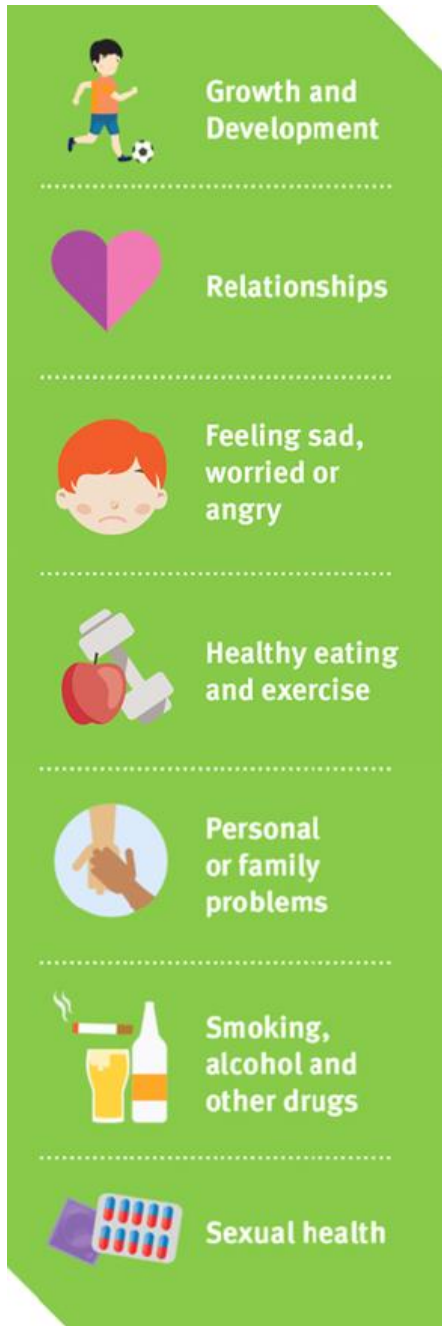 Growth and
Development
Relationships
Feeling sad,
worried or
angry
Healthy eating
and exercise
Personal
or family
problems
Smoking,
alcohol and
other drugs
Sexual health